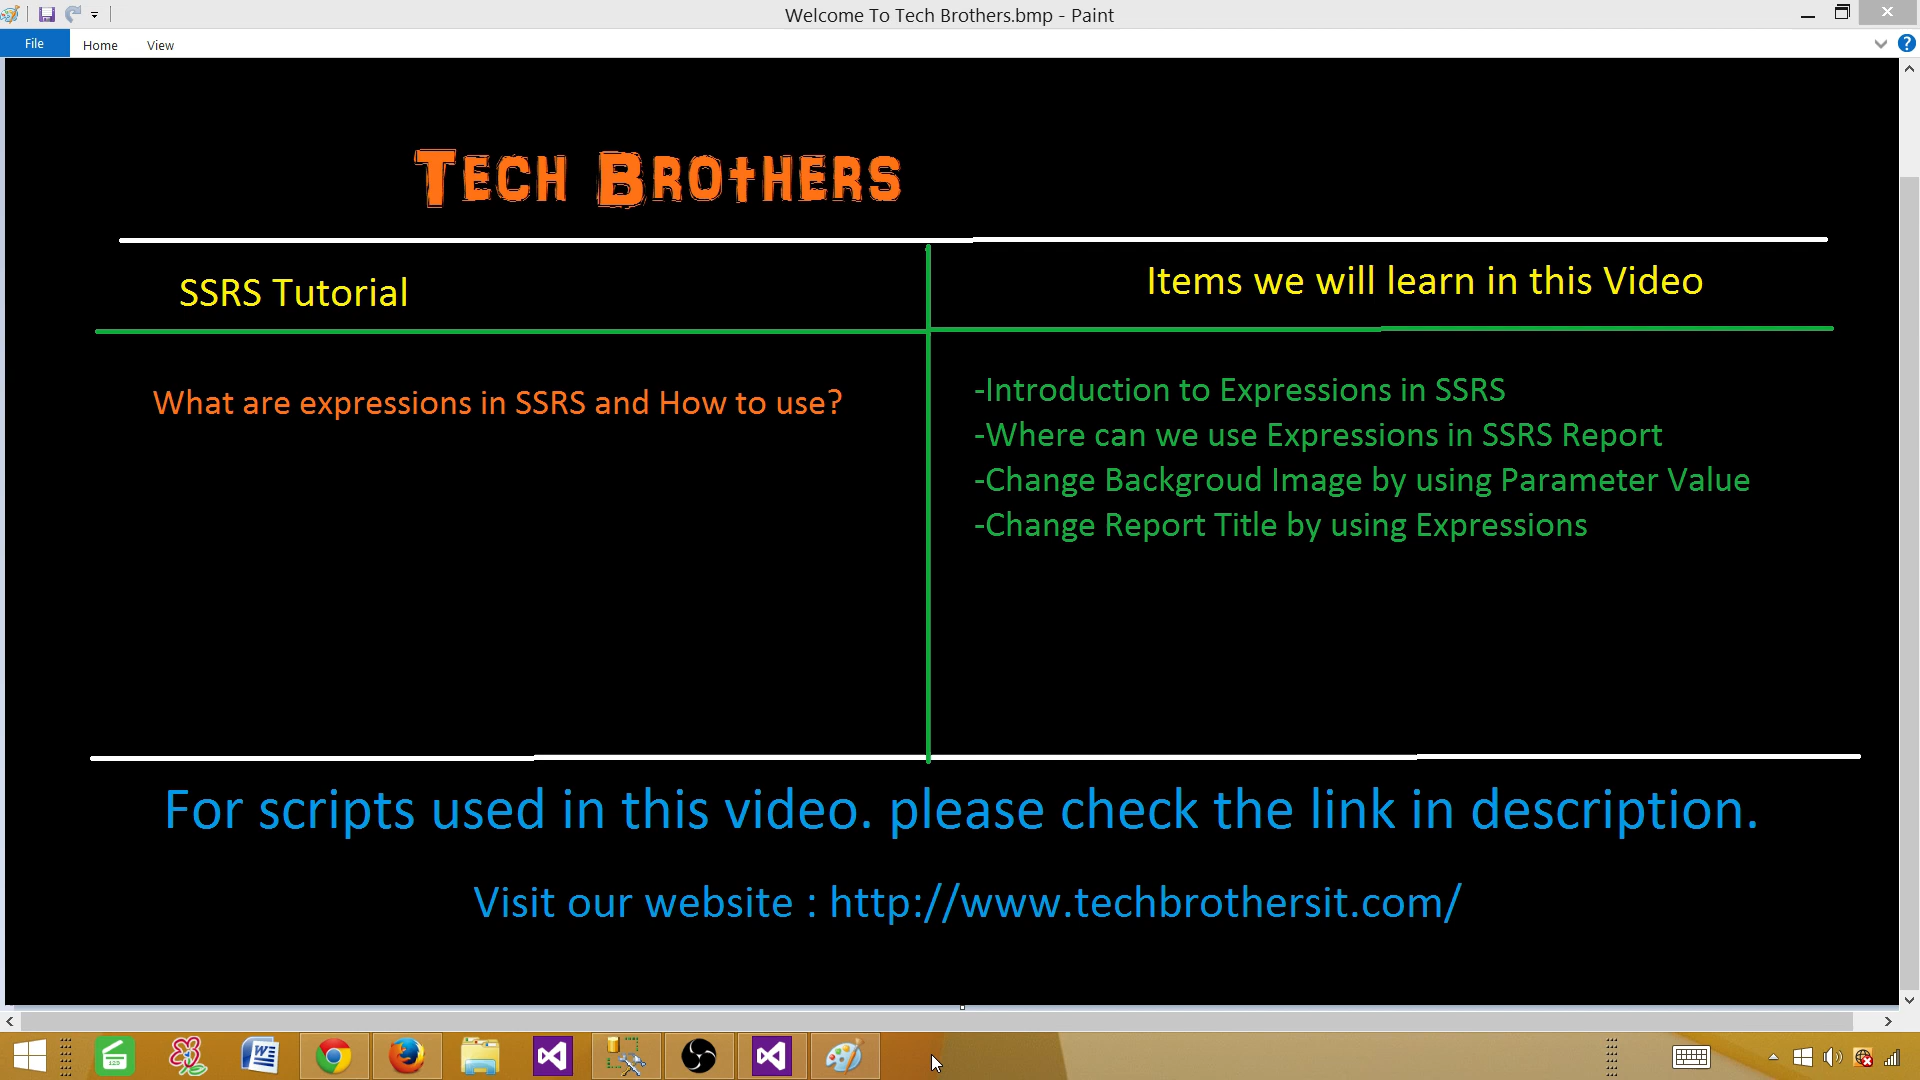 Welcome To Tech Brothers.bmp - Paint
File Home View
TECH BROTHERS
SSRS Tutorial
Items we will learn in this Video
What are expressions in SSRS and How to use?
-Introduction to Expressions in SSRS
-Where can we use Expressions in SSRS Report
-Change Backgroud Image by using Parameter Value
-Change Report Title by using Expressions
For scripts used in this video. please check the link in description.
Visit our website : http://www.techbrothersit.com/